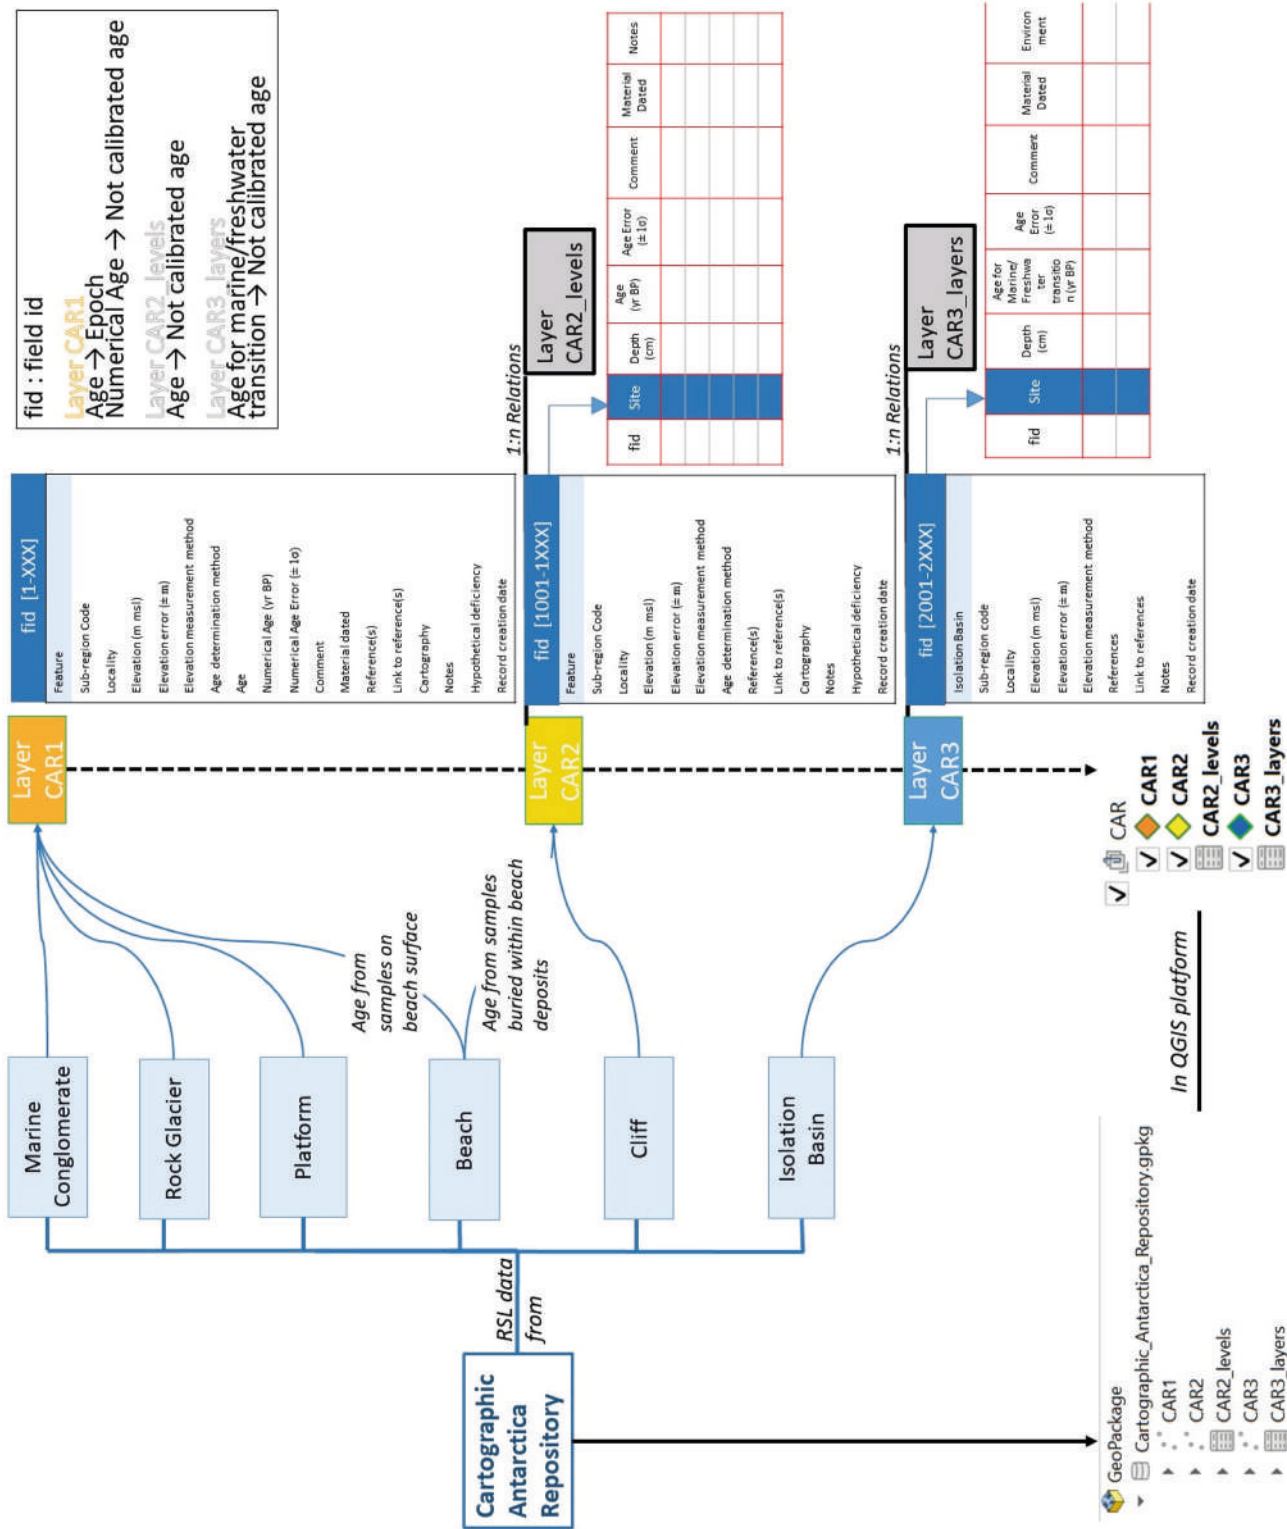 Cartographic
Antarctica
Repository
RSL data
from
Marine
Conglomerate
Rock Glacier
Platform
Beach
Cliff
Isolation
Basin
Age from
samples on
beach surface
Age from samples
buried within beach
deposits
Layer
CAR1
fid [1-XXX]
Feature
Sub-region Code
Locality
Elevation (m msl)
Elevation error (± m)
Elevation measurement method
Age determination method
Age
Numerical Age (yr BP)
Numerical Age Error (± 1σ)
Comment
Material dated
Reference(s)
Link to reference(s)
Cartography
Notes
Hypothetical deficiency
Record creation date
fid : field id
Layer CAR1
Age → Epoch
Numerical Age → Not calibrated age
Layer CAR2_levels
Age → Not calibrated age
Layer CAR3_layers
Age for marine/freshwater
transition → Not calibrated age
Layer
CAR2
fid [1001-1XXX]
Feature
Sub-region Code
Locality
Elevation (m msl)
Elevation error (± m)
Elevation measurement method
Age determination method
Reference(s)
Link to reference(s)
Cartography
Notes
Hypothetical deficiency
Record creation date
1:n Relations
Layer
CAR2_levels
fid
Site
Depth
(cm)
Age
(yr BP)
Age Error
(± 1σ)
Comment
Material
Dated
Notes
Layer
CAR3
fid [2001-2XXX]
Isolation Basin
Sub-region code
Locality
Elevation (m msl)
Elevation error (± m)
Elevation measurement method
References
Link to references
Notes
Record creation date
1:n Relations
Layer
CAR3_layers
fid
Site
Depth
(cm)
Age for
Marine/
Freshwa
ter
transitio
n (yr BP)
Age
Error
(± 1σ)
Comment
Material
Dated
Environ
ment
GeoPackage
Cartographic_Antarctica_Repository.gpkg
CAR1
CAR2
CAR2_levels
CAR3
CAR3_layers
In QGIS platform
CAR
CAR1
CAR2
CAR2_levels
CAR3
CAR3_layers